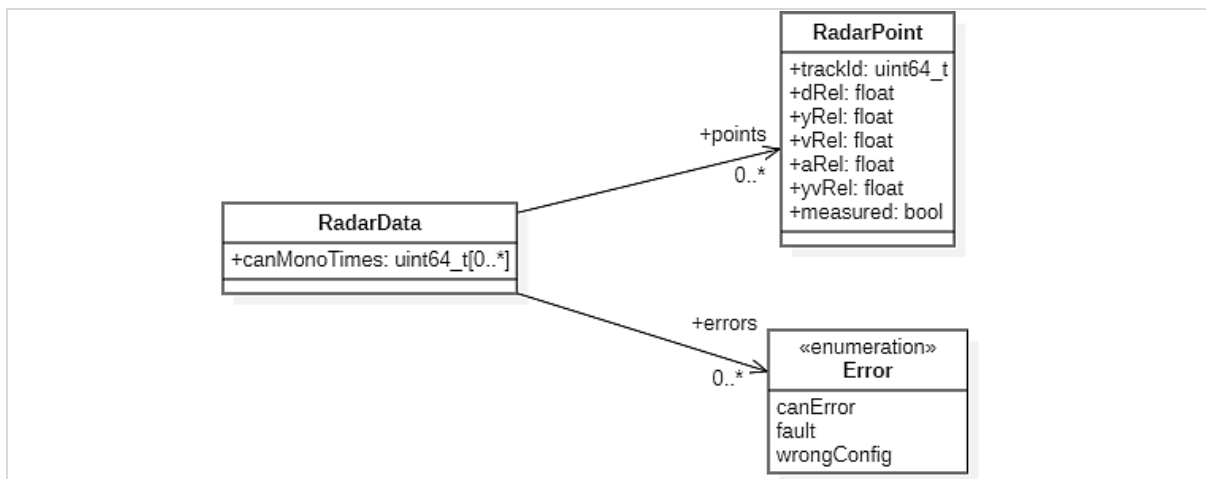 RadarPoint
+trackId: uint64_t
+dRel: float
+yRel: float
+vRel: float
+aRel: float
+yvRel: float
+measured: bool
+points
0..*
RadarData
+canMonoTimes: uint64_t[0..*]
+errors
0..*
«enumeration»
Error
canError
fault
wrongConfig